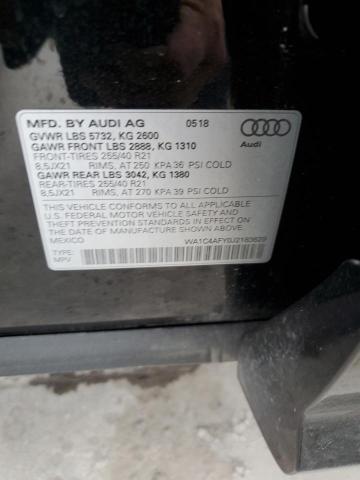 MFD. BY AUDI AG 0518
GVWR LBS 5732, KG 2600
GAWR FRONT LBS 2888, KG 1310
FRONT-TIRES 255/40 R21
8.5JX21 RIMS, AT 250 KPA 36 PSI COLD
GAWR REAR LBS 3042, KG 1380
REAR-TIRES 255/40 R21
8.5JX21 RIMS, AT 270 KPA 39 PSI COLD
Audi
THIS VEHICLE CONFORMS TO ALL APPLICABLE
U.S. FEDERAL MOTOR VEHICLE SAFETY AND
THEFT PREVENTION STANDARDS IN EFFECT ON
THE DATE OF MANUFACTURE SHOWN ABOVE.
MEXICO
TYPE:
MPV